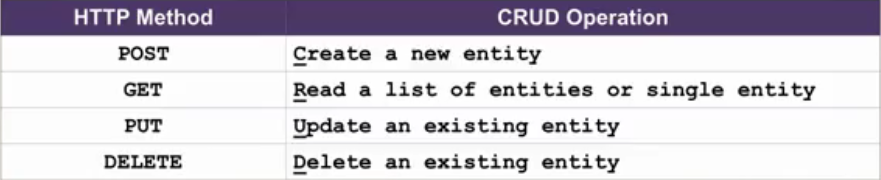 HTTP Method CRUD Operation
POST Create a new entity
GET Read a list of entities or single entity
PUT Update an existing entity
DELETE Delete an existing entity